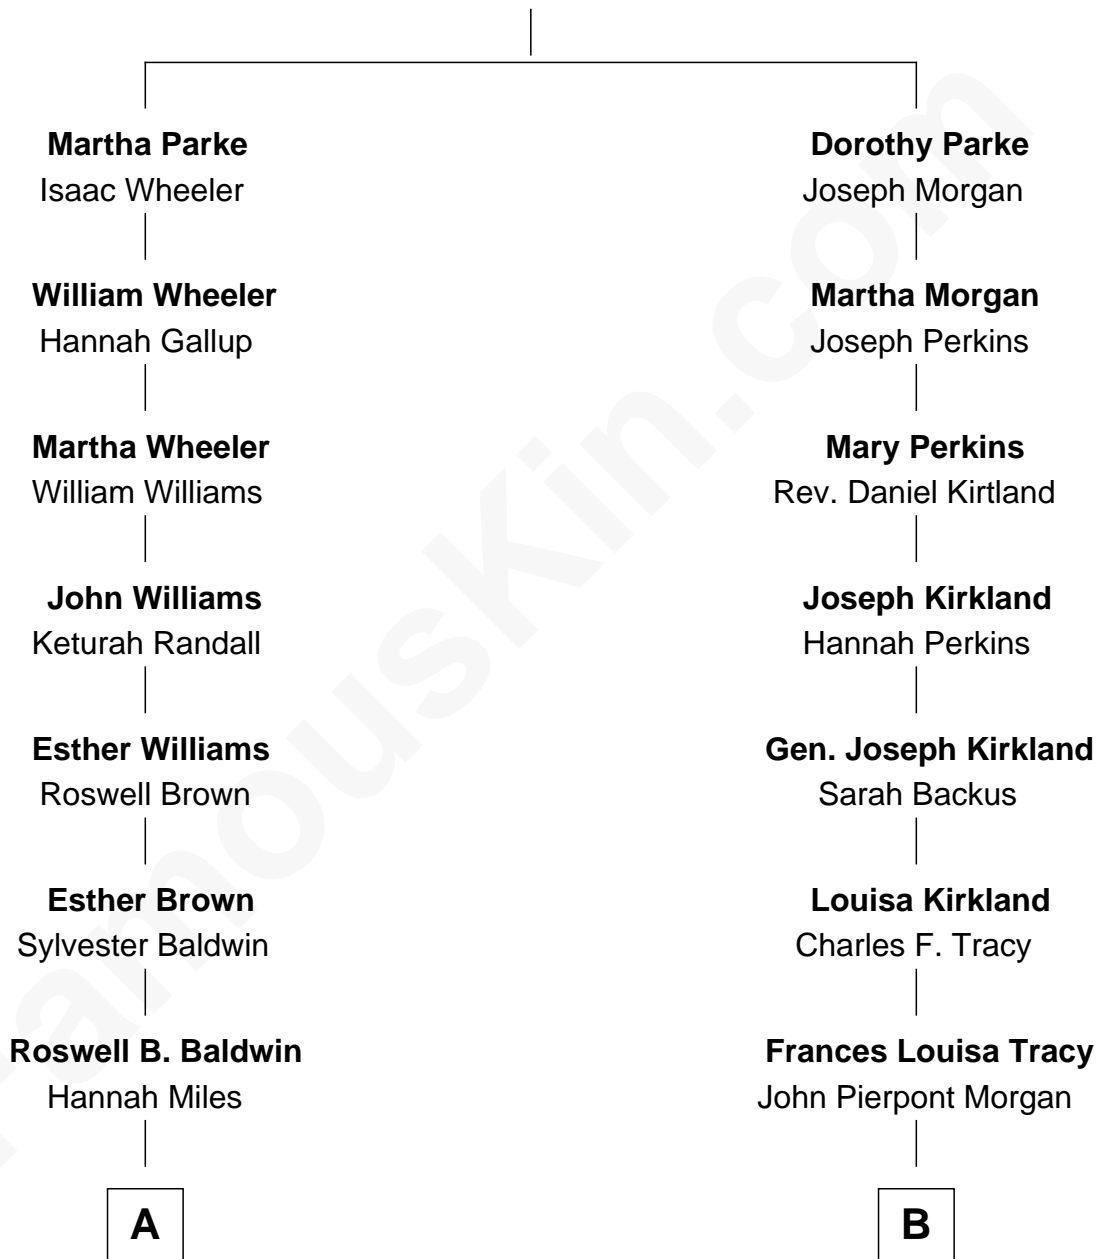 Martha Parke
Isaac Wheeler
William Wheeler
Hannah Gallup
Martha Wheeler
William Williams
John Williams
Keturah Randall
Esther Williams
Roswell Brown
Esther Brown
Sylvester Baldwin
Roswell B. Baldwin
Hannah Miles
A
Dorothy Parke
Joseph Morgan
Martha Morgan
Joseph Perkins
Mary Perkins
Rev. Daniel Kirtland
Joseph Kirkland
Hannah Perkins
Gen. Joseph Kirkland
Sarah Backus
Louisa Kirkland
Charles F. Tracy
Frances Louisa Tracy
John Pierpont Morgan
B
FamousKin.com